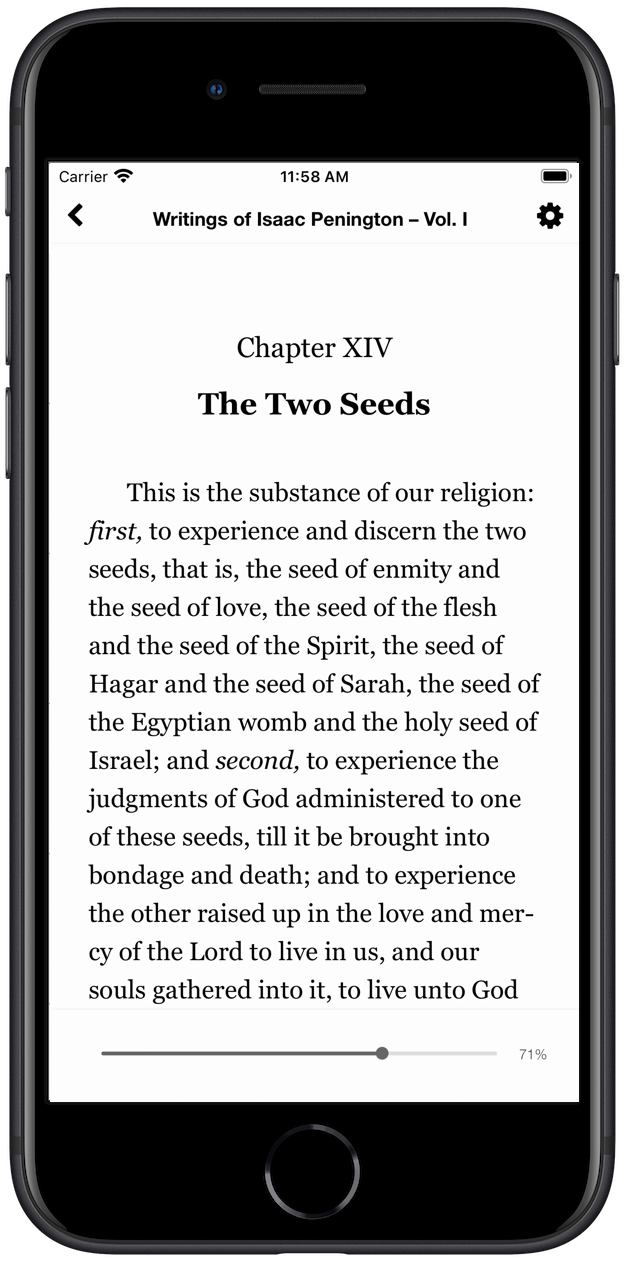 Carrier 11:58 AM
Writings of Isaac Penington – Vol. I
Chapter XIV
The Two Seeds
This is the substance of our religion:
first, to experience and discern the two
seeds, that is, the seed of enmity and
the seed of love, the seed of the flesh
and the seed of the Spirit, the seed of
Hagar and the seed of Sarah, the seed of
the Egyptian womb and the holy seed of
Israel; and second, to experience the
judgments of God administered to one
of these seeds, till it be brought into
bondage and death; and to experience
the other raised up in the love and mer-
cy of the Lord to live in us, and our
souls gathered into it, to live unto God
71%